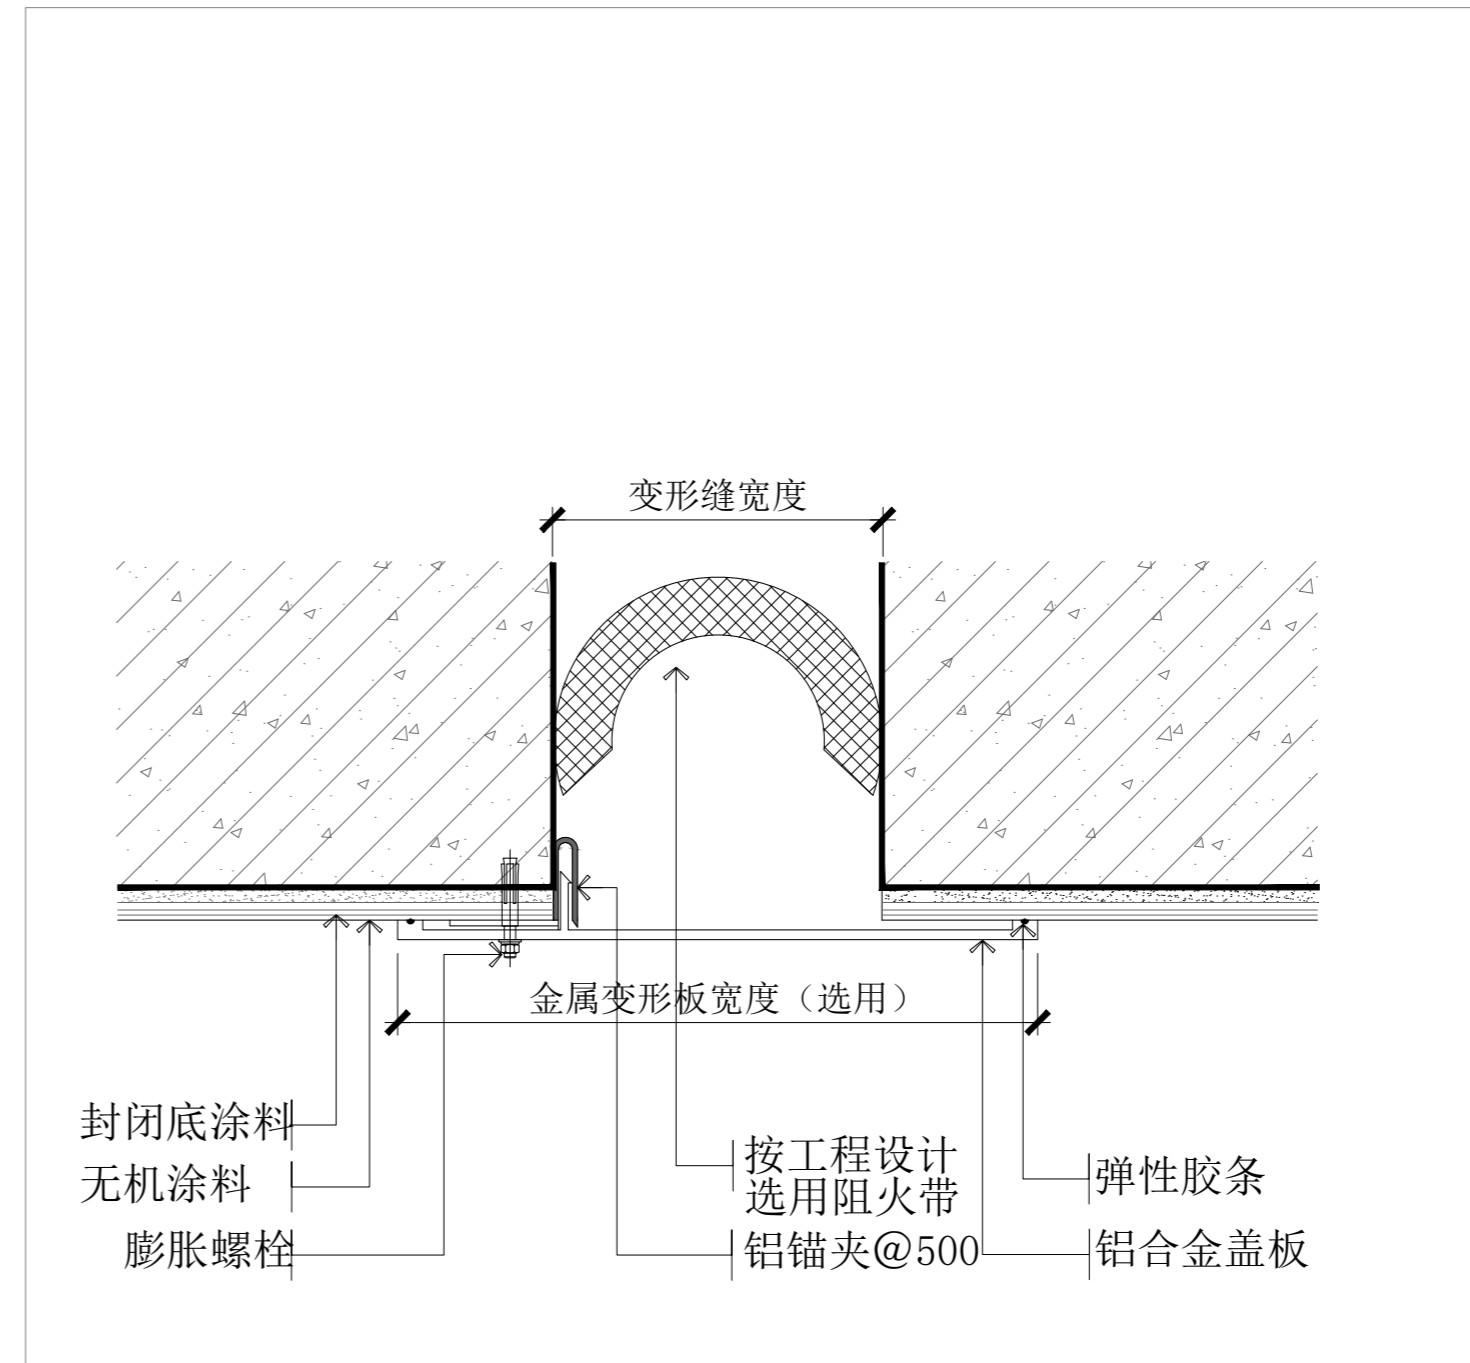 变形缝宽度
金属变形板宽度（选用）
封闭底涂料
无机涂料
膨胀螺栓
按工程设计
选用阻火带
铝锚夹@500
弹性胶条
铝合金盖板